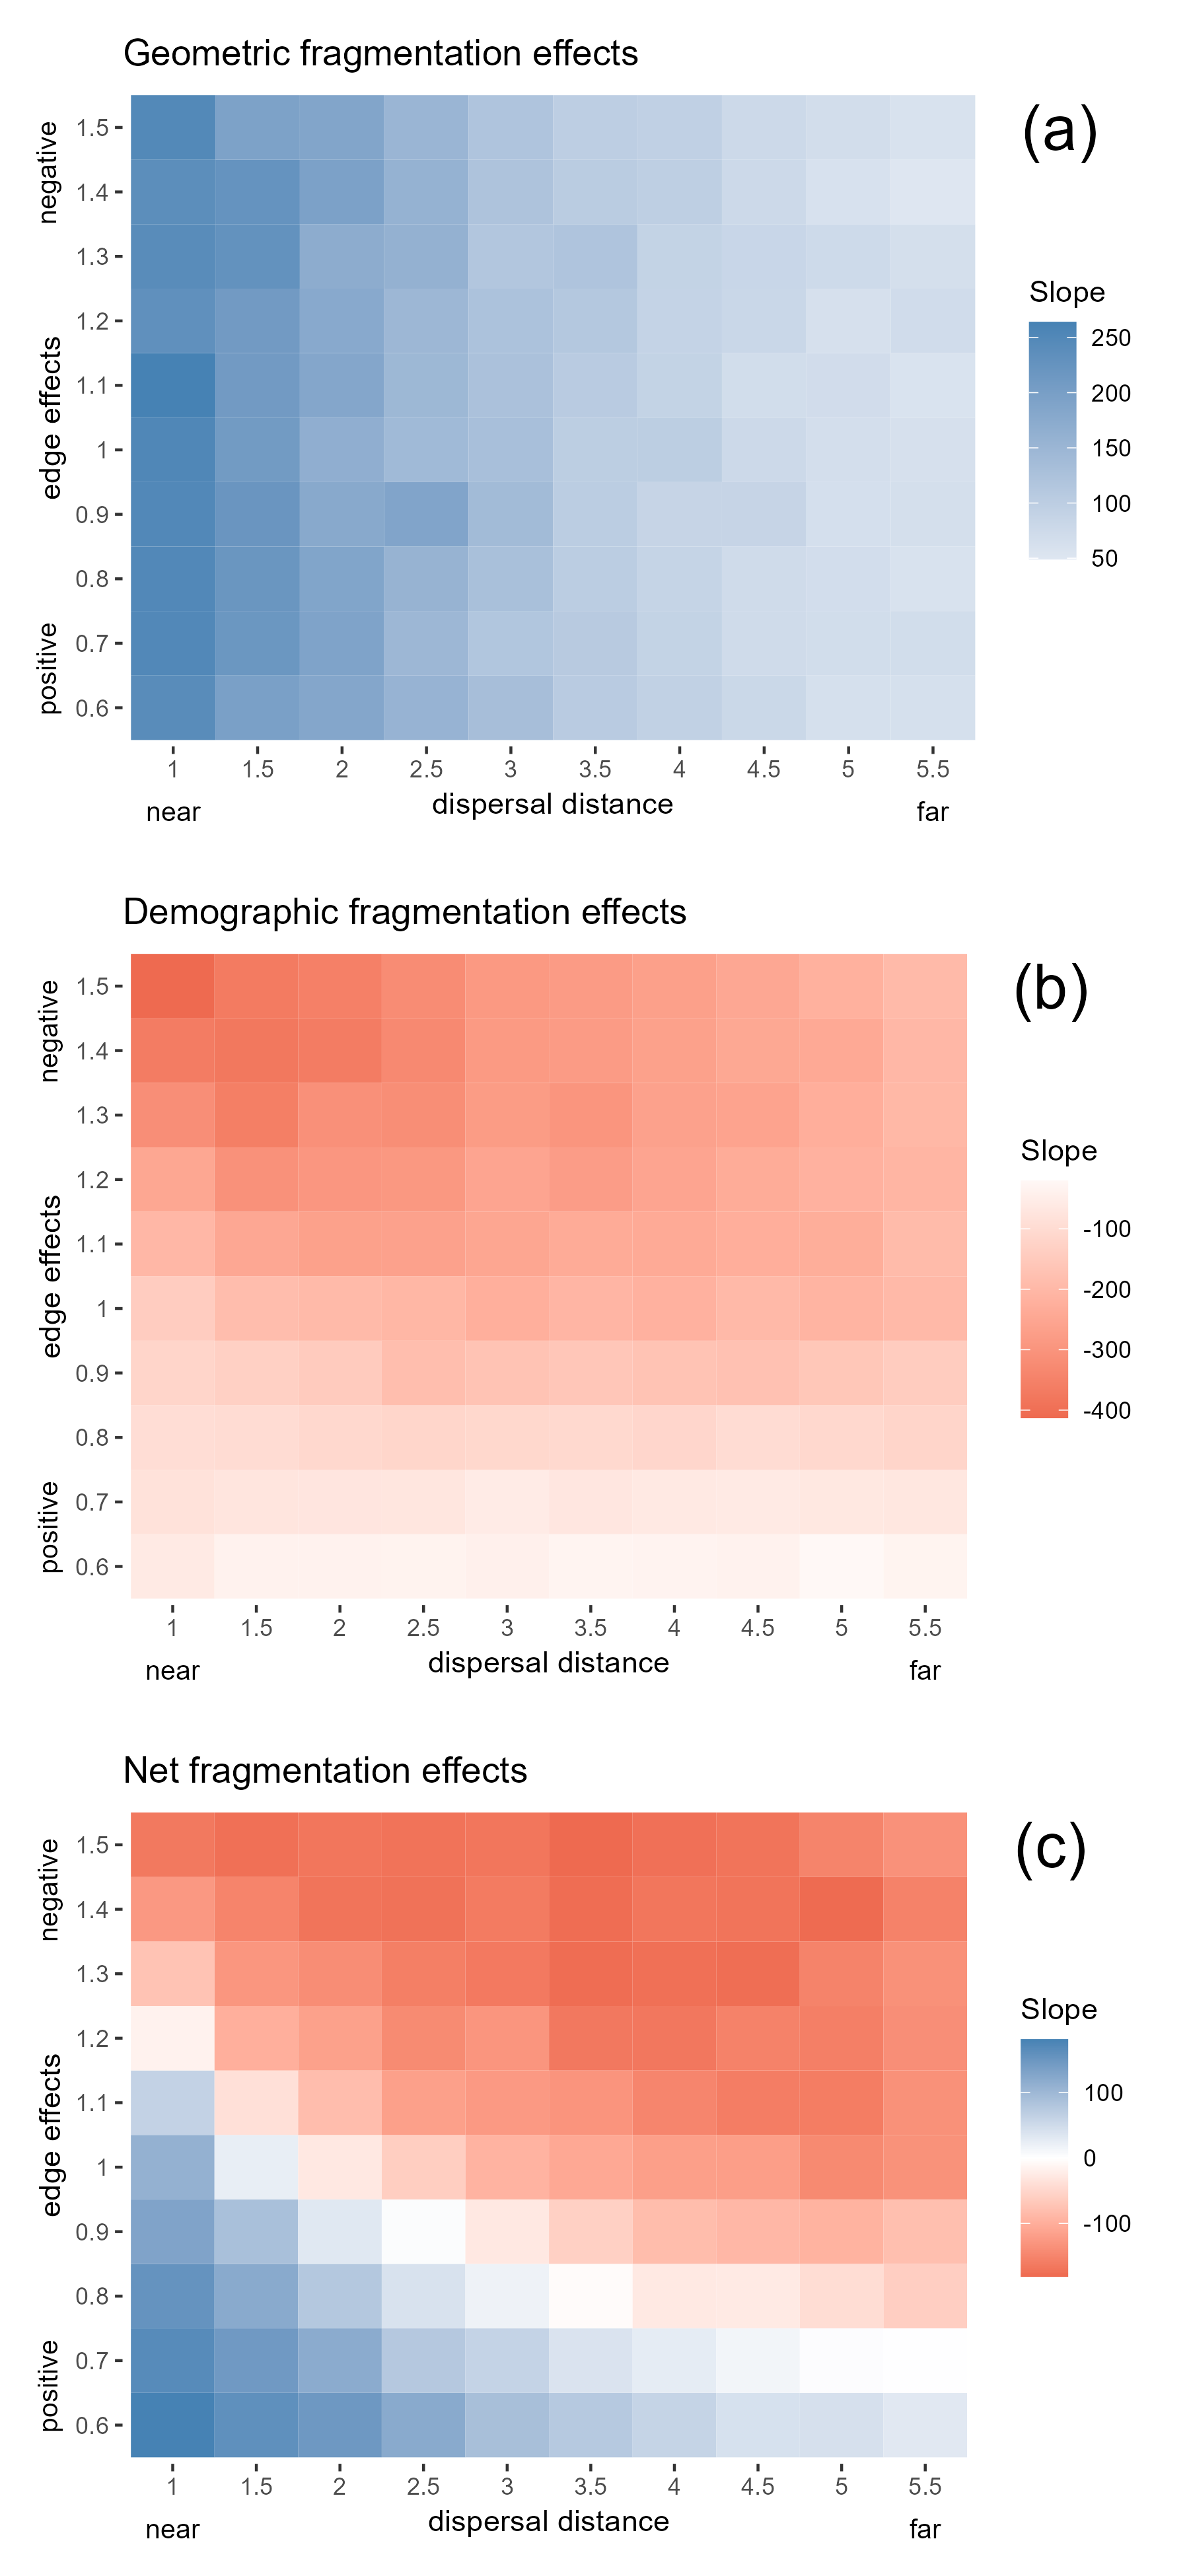 Geometric fragmentation effects
(a)
negative
edge effects
positive
1.5
1.4
1.3
1.2
1.1
1
0.9
0.8
0.7
0.6
1 1.5 2 2.5 3 3.5 4 4.5 5 5.5
near dispersal distance far
Slope
250
200
150
100
50
Demographic fragmentation effects
(b)
negative
edge effects
positive
1.5
1.4
1.3
1.2
1.1
1
0.9
0.8
0.7
0.6
1 1.5 2 2.5 3 3.5 4 4.5 5 5.5
near dispersal distance far
Slope
-100
-200
-300
-400
Net fragmentation effects
(c)
negative
edge effects
positive
1.5
1.4
1.3
1.2
1.1
1
0.9
0.8
0.7
0.6
1 1.5 2 2.5 3 3.5 4 4.5 5 5.5
near dispersal distance far
Slope
100
0
-100